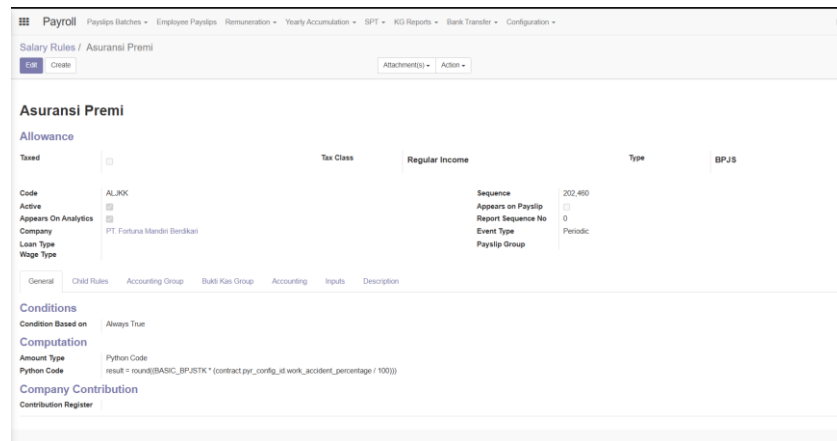 Payroll Payslips Batches Employee Payslips Remuneration Yearly Accumulation SPT KG Reports Bank Transfer Configuration
Salary Rules / Asuransi Premi
Edit Create Attachment(s) Action
Asuransi Premi
Allowance
Taxed Tax Class Regular Income Type BPJS
Code ALJKK Sequence 202,460
Active Appears on Payslip
Appears On Analytics Report Sequence No 0
Company PT. Fortuna Mandiri Berdikari Event Type Periodic
Loan Type Payslip Group
Wage Type
General Child Rules Accounting Group Bukti Kas Group Accounting Inputs Description
Conditions
Condition Based on Always True
Computation
Amount Type Python Code
Python Code result = round((BASIC_BPJSTK * (contract.pyr_config_id.work_accident_percentage / 100)))
Company Contribution
Contribution Register